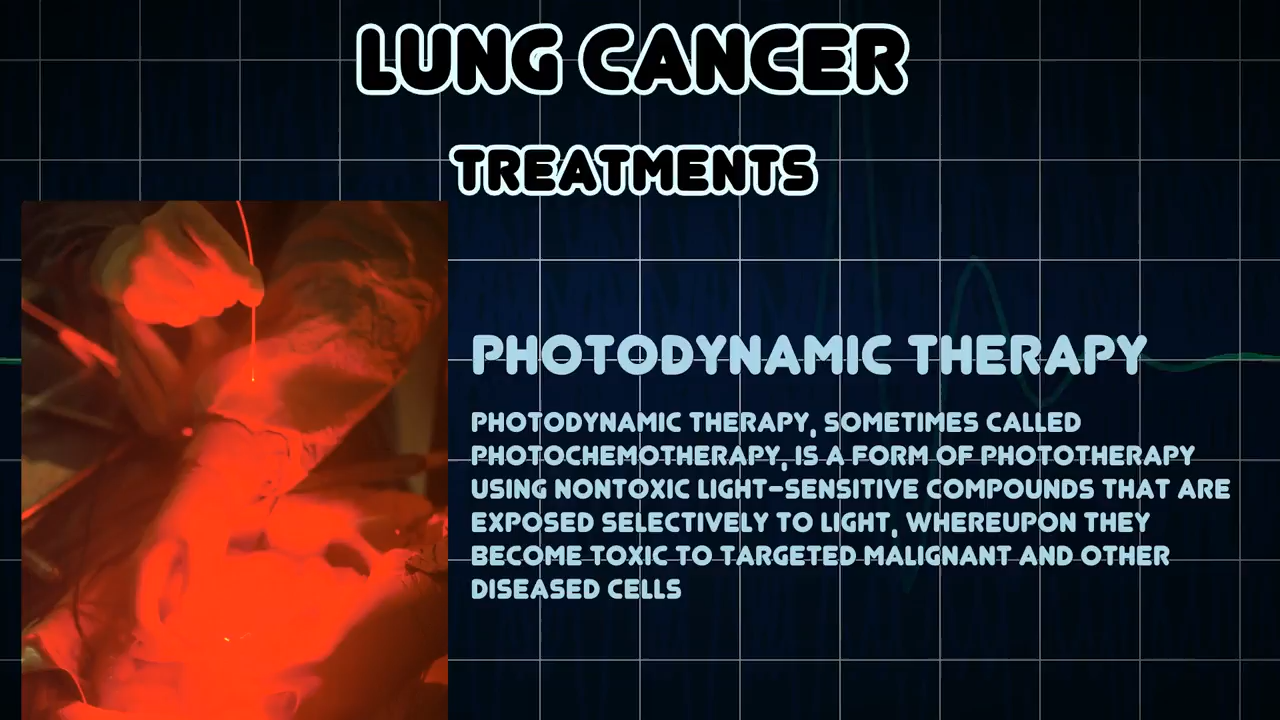 LUNG CANCER
TREATMENTS
PHOTODYNAMIC THERAPY
PHOTODYNAMIC THERAPY, SOMETIMES CALLED
PHOTOCHEMOTHERAPY, IS A FORM OF PHOTOTHERAPY
USING NONTOXIC LIGHT-SENSITIVE COMPOUNDS THAT ARE
EXPOSED SELECTIVELY TO LIGHT, WHEREUPON THEY
BECOME TOXIC TO TARGETED MALIGNANT AND OTHER
DISEASED CELLS